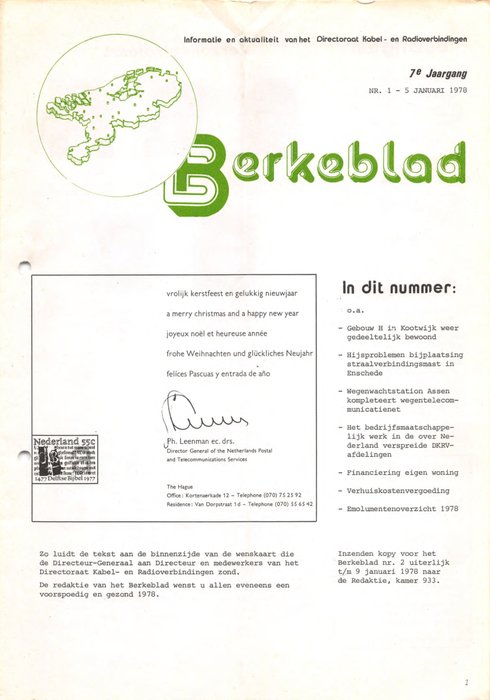 Informatie en aktualiteit van het Directoraat Kabel- en Radioverbindingen
7e Jaargang
NR. 1 - 5 JANUARI 1978
Berkeblad
vrolijk kerstfeest en gelukkig nieuwjaar
a merry christmas and a happy new year
joyeux noël et heureuse année
frohe Weihnachten und glückliches Neujahr
felices Pascuas y entrada de año
Ph. Leenman ec. drs.
Director General of the Netherlands Postal
and Telecommunications Services
The Hague
Office: Kortenaerkade 12 - Telephone (070) 75 25 92
Residence: Van Dorpstraat 1-d - Telephone (070) 55 65 42
Nederland 55c
1477 Delftse Bijbel 1977
In dit nummer:
o.a.
- Gebouw H in Kootwijk weer
gedeeltelijk bewoond
- Hijsproblemen bijplaatsing
straalverbindingsmast in
Enschede
- Wegenwachtstation Assen
kompleteert wegentelecom-
municatienet
- Het bedrijfsmaatschappe-
lijk werk in de over Ne-
derland verspreide DKRV-
afdelingen
- Financiering eigen woning
- Verhuiskostenvergoeding
- Emolumentenoverzicht 1978
Zo luidt de tekst aan de binnenzijde van de wenskaart die
de Directeur-Generaal aan Directeur en medewerkers van het
Directoraat Kabel- en Radioverbindingen zond.
De redaktie van het Berkeblad wenst u allen eveneens een
voorspoedig en gezond 1978.
Inzenden kopy voor het
Berkeblad nr. 2 uiterlijk
t/m 9 januari 1978 naar
de Redaktie, kamer 933.
1